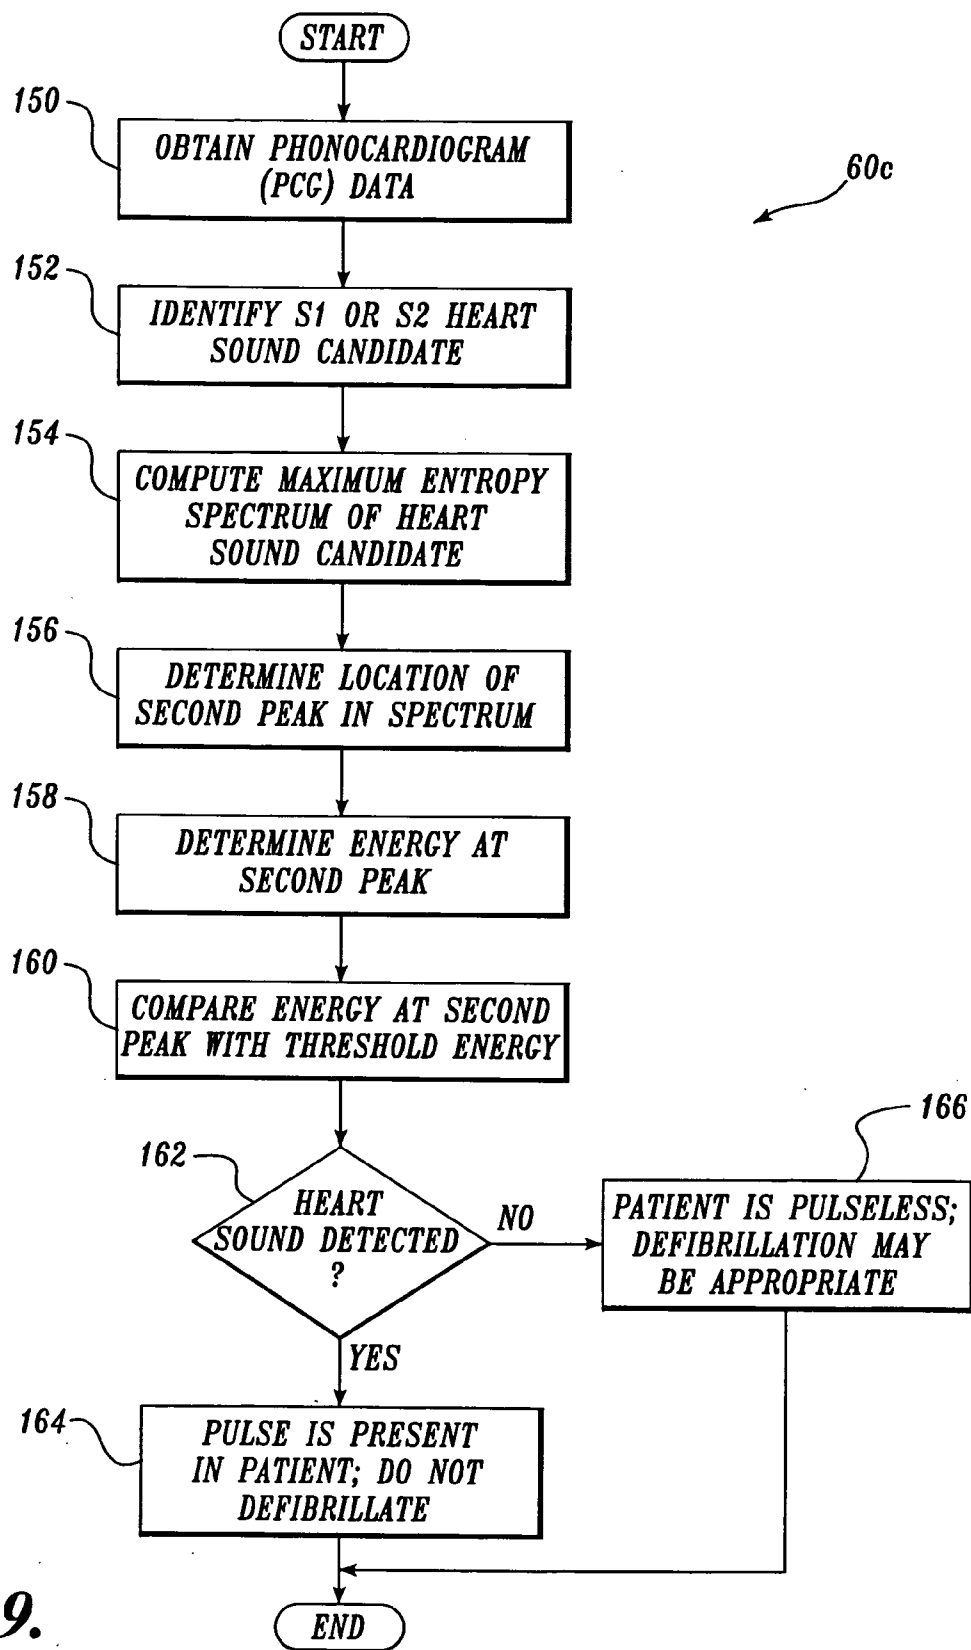 START
150
OBTAIN PHONOCARDIOGRAM
(PCG) DATA
60c
152
IDENTIFY S1 OR S2 HEART
SOUND CANDIDATE
154
COMPUTE MAXIMUM ENTROPY
SPECTRUM OF HEART
SOUND CANDIDATE
156
DETERMINE LOCATION OF
SECOND PEAK IN SPECTRUM
158
DETERMINE ENERGY AT
SECOND PEAK
160
COMPARE ENERGY AT SECOND
PEAK WITH THRESHOLD ENERGY
162
HEART
SOUND DETECTED
?
NO
166
PATIENT IS PULSELESS;
DEFIBRILLATION MAY
BE APPROPRIATE
YES
164
PULSE IS PRESENT
IN PATIENT; DO NOT
DEFIBRILLATE
END
9.